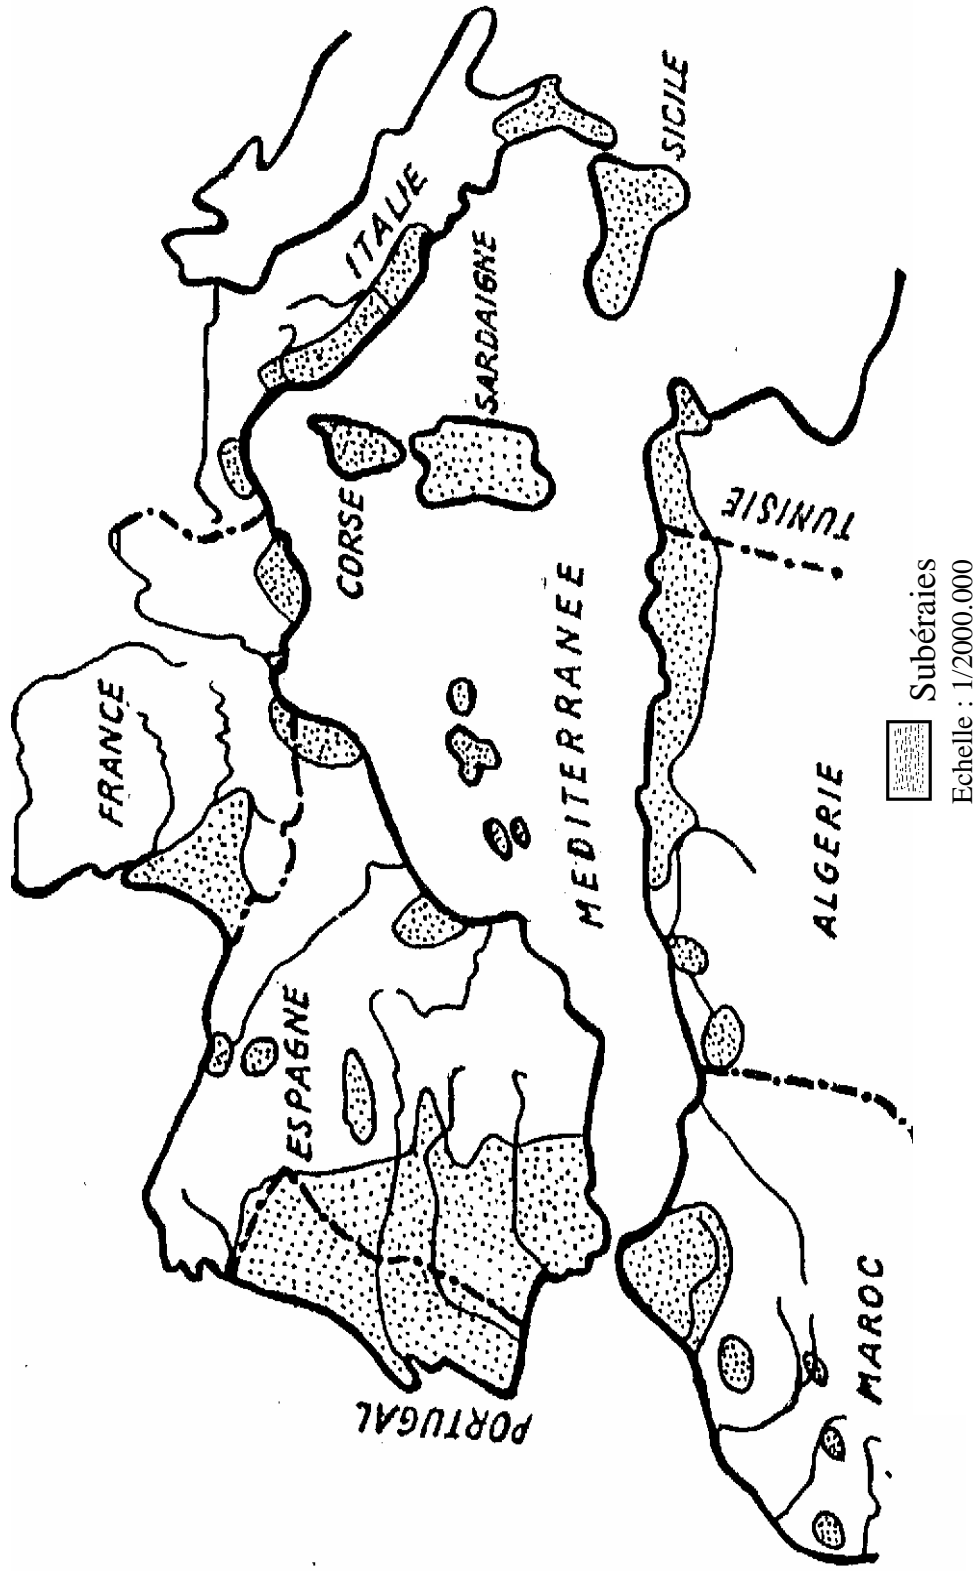 FRANCE
ITALIE
ESPAGNE
PORTUGAL
CORSE
SARDAIGNE
SICILE
MEDITERRANEE
MAROC
ALGERIE
TUNISIE
Subéraies
Echelle : 1/2000.000